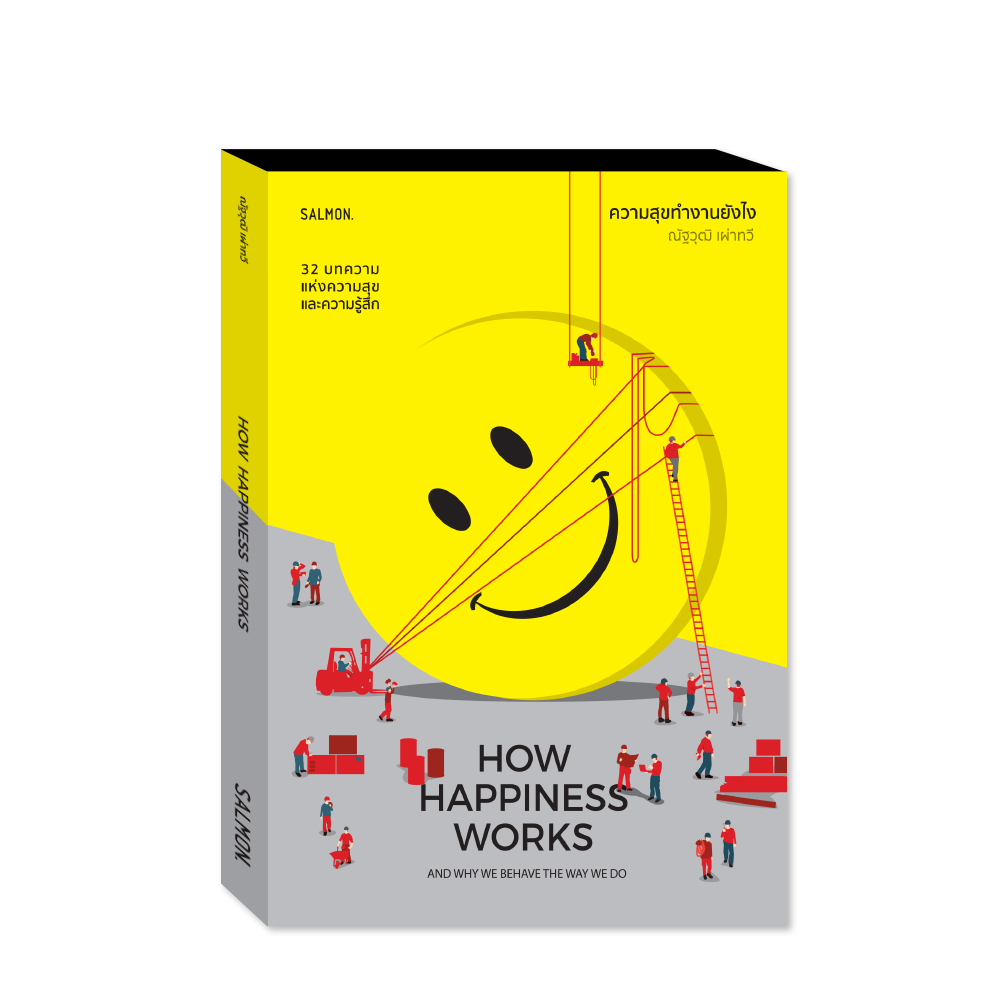 SALMON.
ความสุขทำงานยังไง
ณัฐวุฒิ เผ่าทวี
32 บทความ
แห่งความสุข
และความรู้สึก
HOW
HAPPINESS
WORKS
AND WHY WE BEHAVE THE WAY WE DO
ณัฐวุฒิ เผ่าทวี
HOW HAPPINESS WORKS
SALMON.